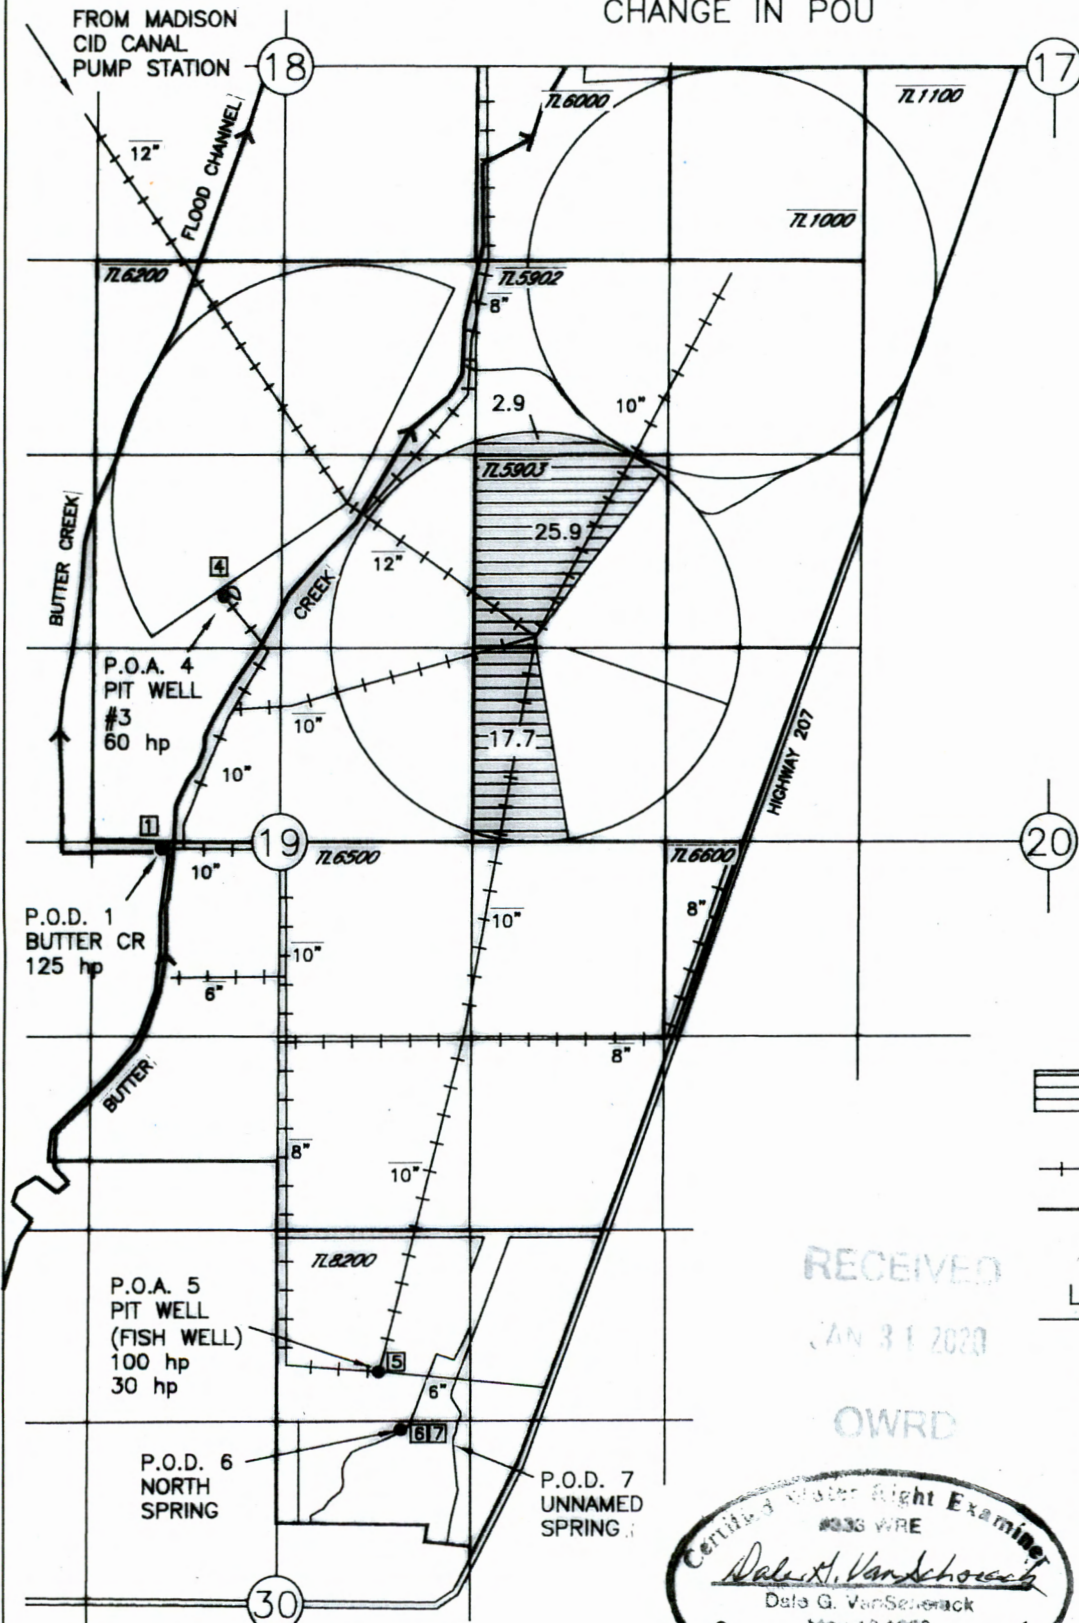 CHANGE IN POU
FROM MADISON
CID CANAL
PUMP STATION
18
17
TL6000
TL1100
12"
FLOOD CHANNEL
TL1000
TL6200
TL5902
8"
2.9
10"
TL5903
25.9
BUTTER CREEK
12"
CREEK
4
P.O.A. 4
PIT WELL
#3
60 hp
10"
17.7
10"
HIGHWAY 207
1
19
20
TL6500
TL6600
10"
8"
P.O.D. 1
BUTTER CR
125 hp
10"
10"
6"
8"
BUTTER
8"
10"
TL8200
RECEIVED
P.O.A. 5
PIT WELL
(FISH WELL)
100 hp
30 hp
JAN 31 2020
5
6"
OWRD
6 7
P.O.D. 6
NORTH
SPRING
P.O.D. 7
UNNAMED
SPRING
Certified Water Right Examiner
#333 WRE
Dale G. VanSchoiack
30